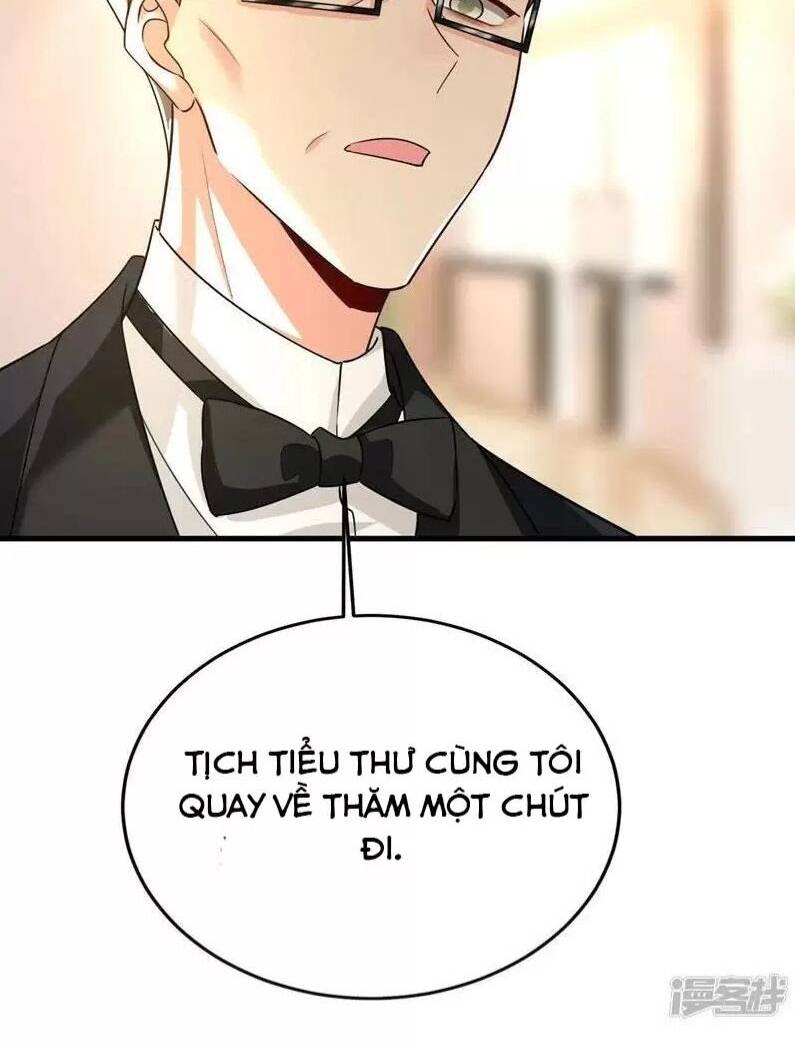 TỊCH TIỂU THƯ CÙNG TÔI
QUAY VỀ THĂM MỘT CHÚT
ĐI.
漫客栈